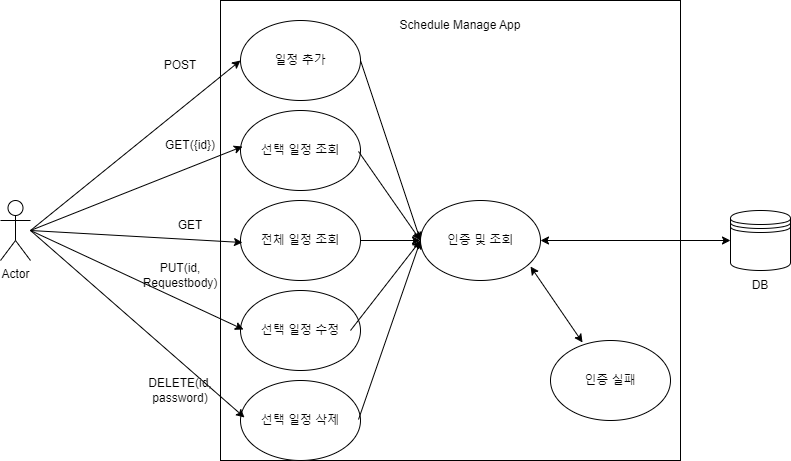 Schedule Manage App
POST
일정 추가
GET({id})
선택 일정 조회
GET
전체 일정 조회
인증 및 조회
Actor
PUT(id,
Requestbody)
선택 일정 수정
DB
DELETE(id,
password)
선택 일정 삭제
인증 실패